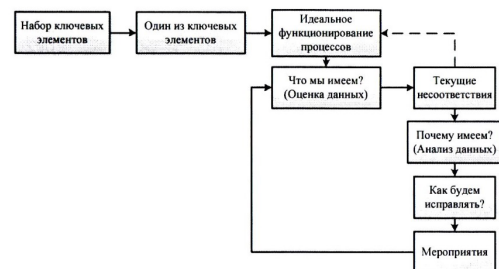 Набор ключевых
элементов
Один из ключевых
элементов
Идеальное
функционирование
процессов
Что мы имеем?
(Оценка данных)
Текущие
несоответствия
Почему имеем?
(Анализ данных)
Как будем
исправлять?
Мероприятия